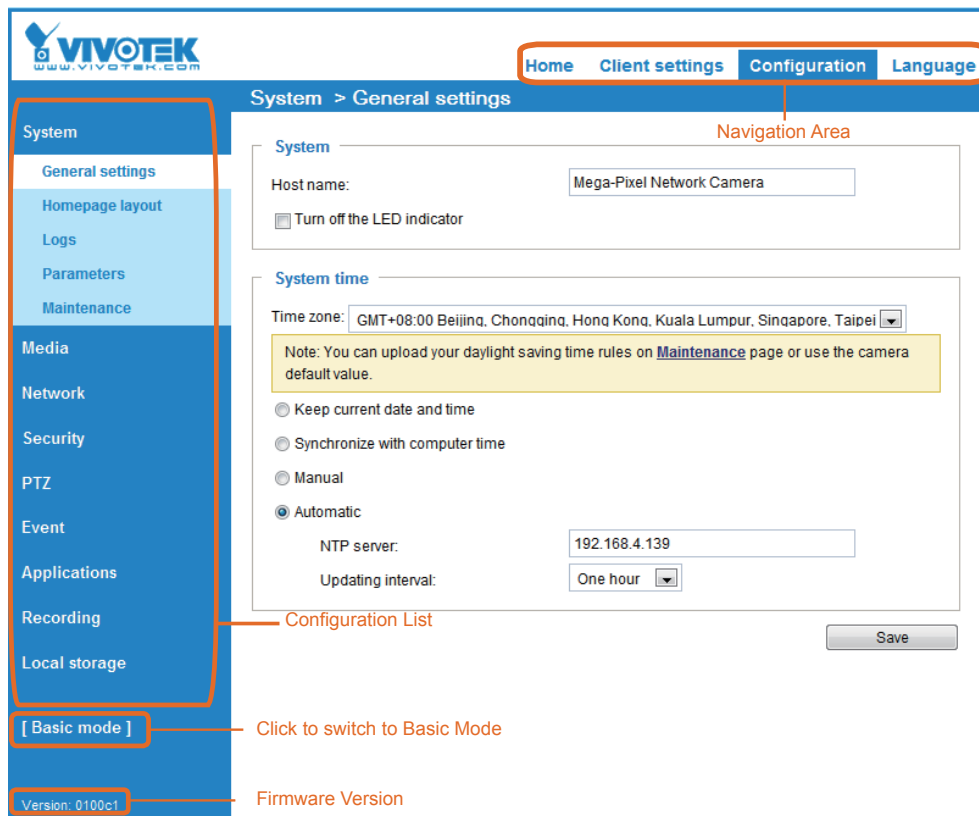 VIVOTEK
www.vivotek.com
Home Client settings Configuration Language
System > General settings
Navigation Area
System
General settings
Homepage layout
Logs
Parameters
Maintenance
Media
Network
Security
PTZ
Event
Applications
Recording
Local storage
[ Basic mode ]
Version: 0100c1
System
Host name: Mega-Pixel Network Camera
Turn off the LED indicator
System time
Time zone: GMT+08:00 Beijing, Chongqing, Hong Kong, Kuala Lumpur, Singapore, Taipei
Note: You can upload your daylight saving time rules on Maintenance page or use the camera
default value.
Keep current date and time
Synchronize with computer time
Manual
Automatic
NTP server: 192.168.4.139
Updating interval: One hour
Configuration List
Save
Click to switch to Basic Mode
Firmware Version